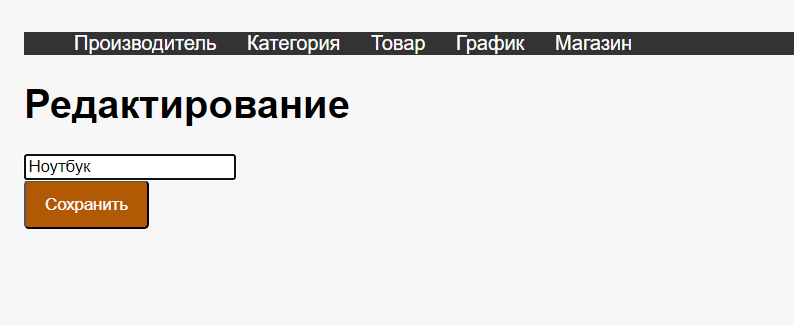 Производитель Категория Товар График Магазин
Редактирование
Ноутбук
Сохранить